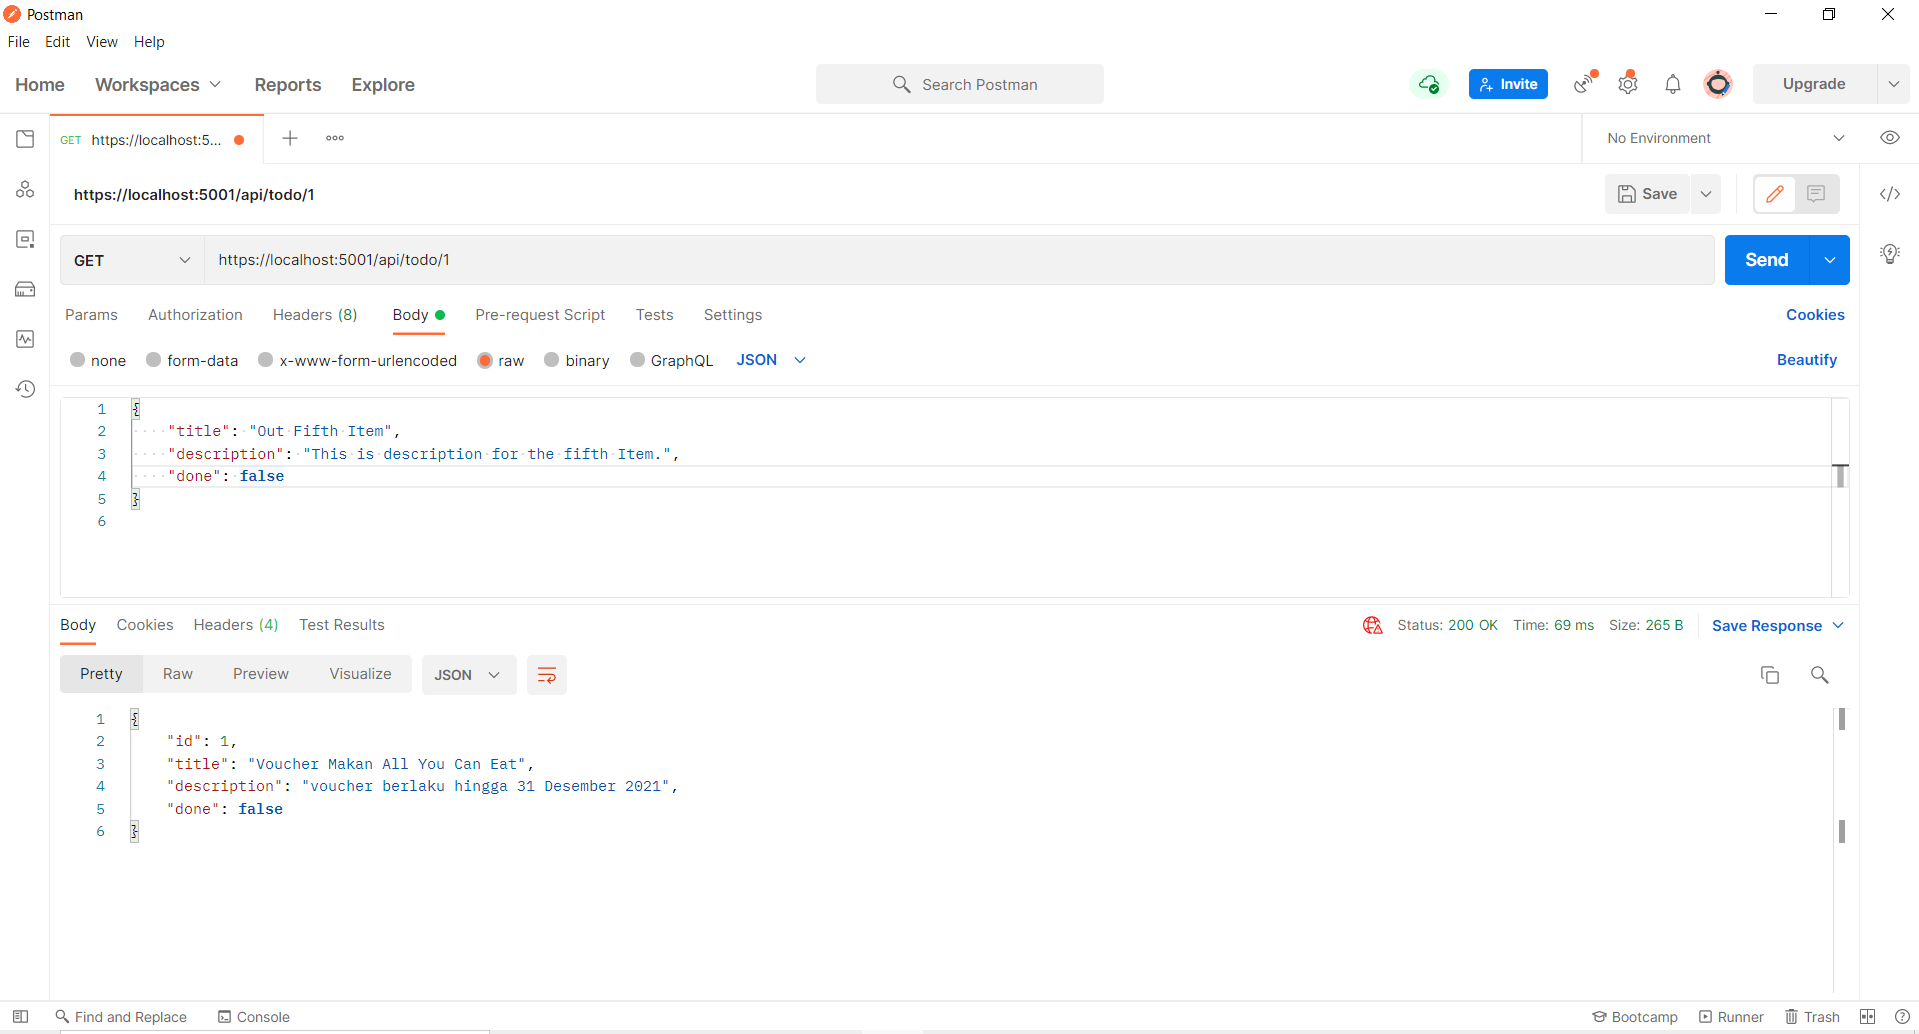 Postman
File Edit View Help
Home Workspaces Reports Explore Search Postman Invite Upgrade
GET https://localhost:5... No Environment
https://localhost:5001/api/todo/1 Save
GET https://localhost:5001/api/todo/1 Send
Params Authorization Headers (8) Body Pre-request Script Tests Settings Cookies
none form-data x-www-form-urlencoded raw binary GraphQL JSON Beautify
1 {
2 "title": "Out Fifth Item",
3 "description": "This is description for the fifth Item.",
4 "done": false
5 }
6
Body Cookies Headers (4) Test Results Status: 200 OK Time: 69 ms Size: 265 B Save Response
Pretty Raw Preview Visualize JSON
1 {
2 "id": 1,
3 "title": "Voucher Makan All You Can Eat",
4 "description": "voucher berlaku hingga 31 Desember 2021",
5 "done": false
6 }
Find and Replace Console Bootcamp Runner Trash